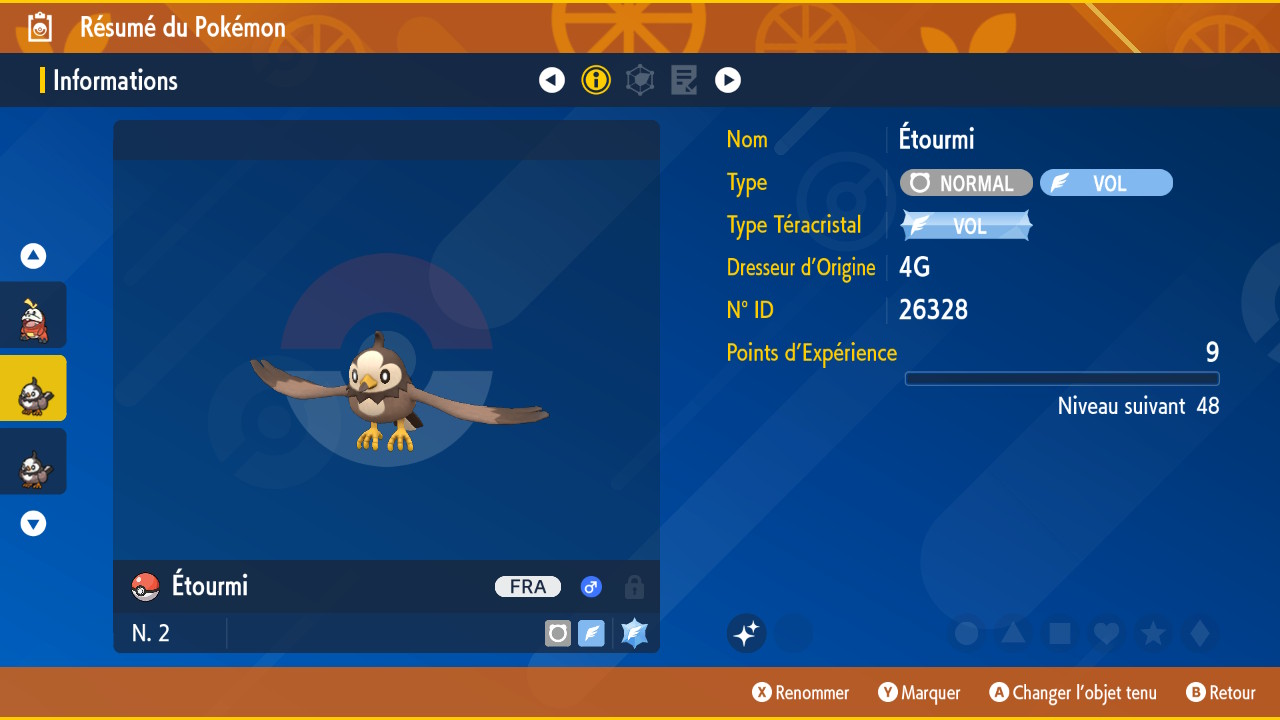 Résumé du Pokémon
Informations
Nom Étourmi
Type NORMAL VOL
Type Téracristal VOL
Dresseur d'Origine 4G
N° ID 26328
Points d'Expérience 9
Niveau suivant 48
Étourmi FRA
N. 2
X Renommer Y Marquer A Changer l'objet tenu B Retour